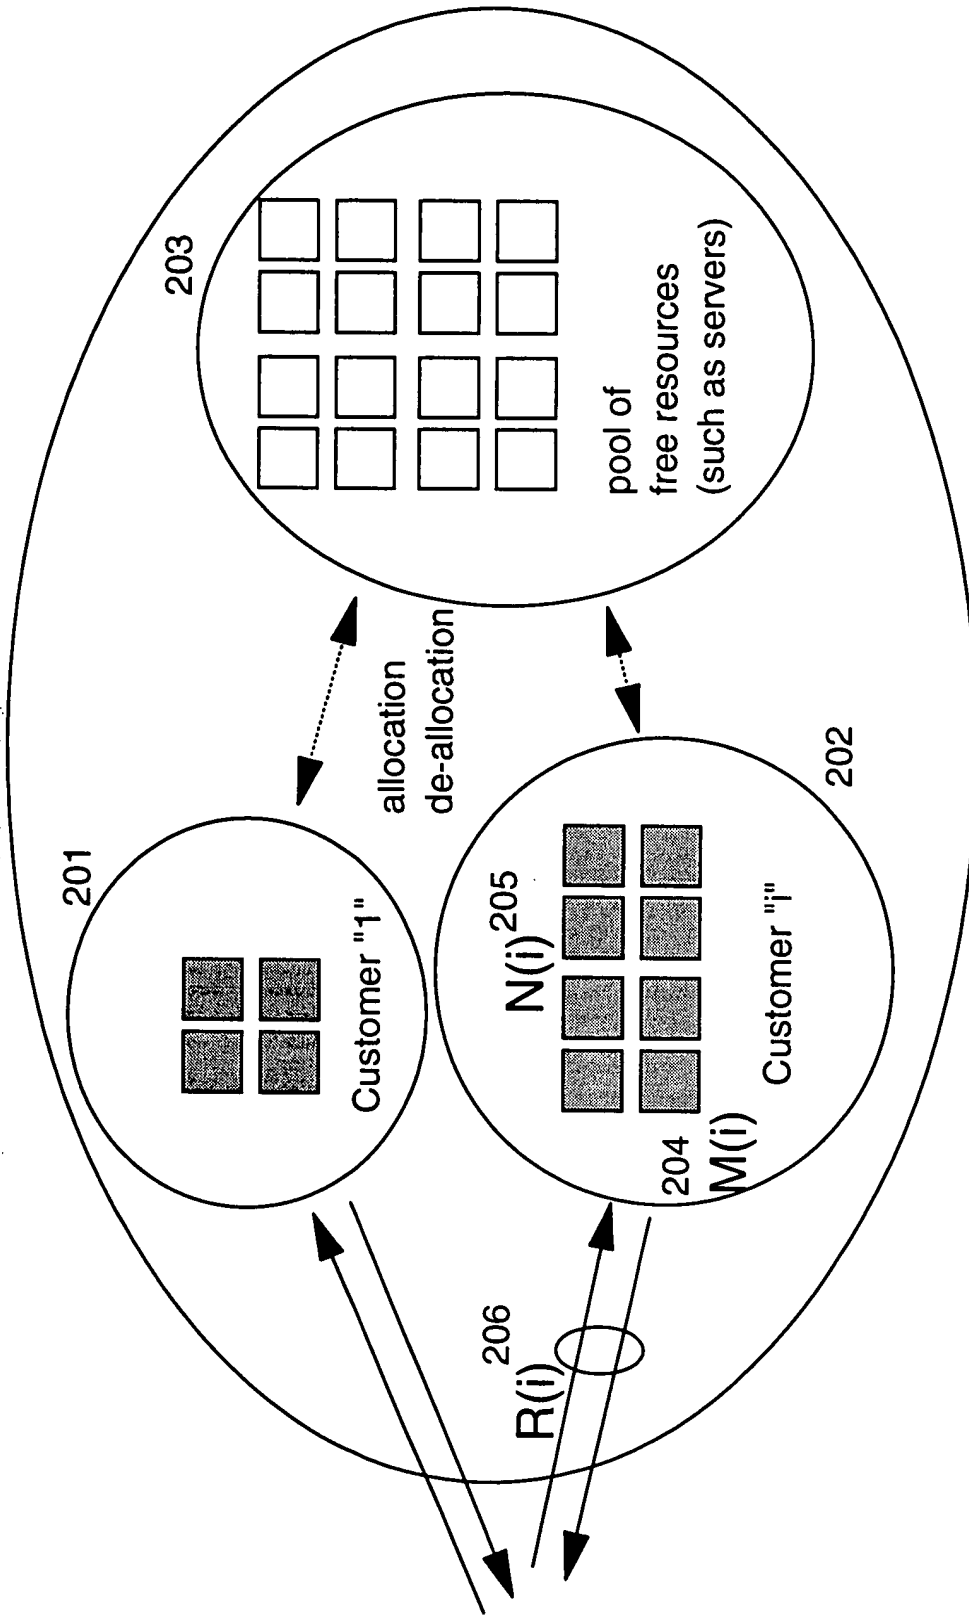 201
Customer "1"
allocation
de-allocation
203
pool of
free resources
(such as servers)
R(i)
206
N(i)
205
204
M(i)
Customer "i"
202